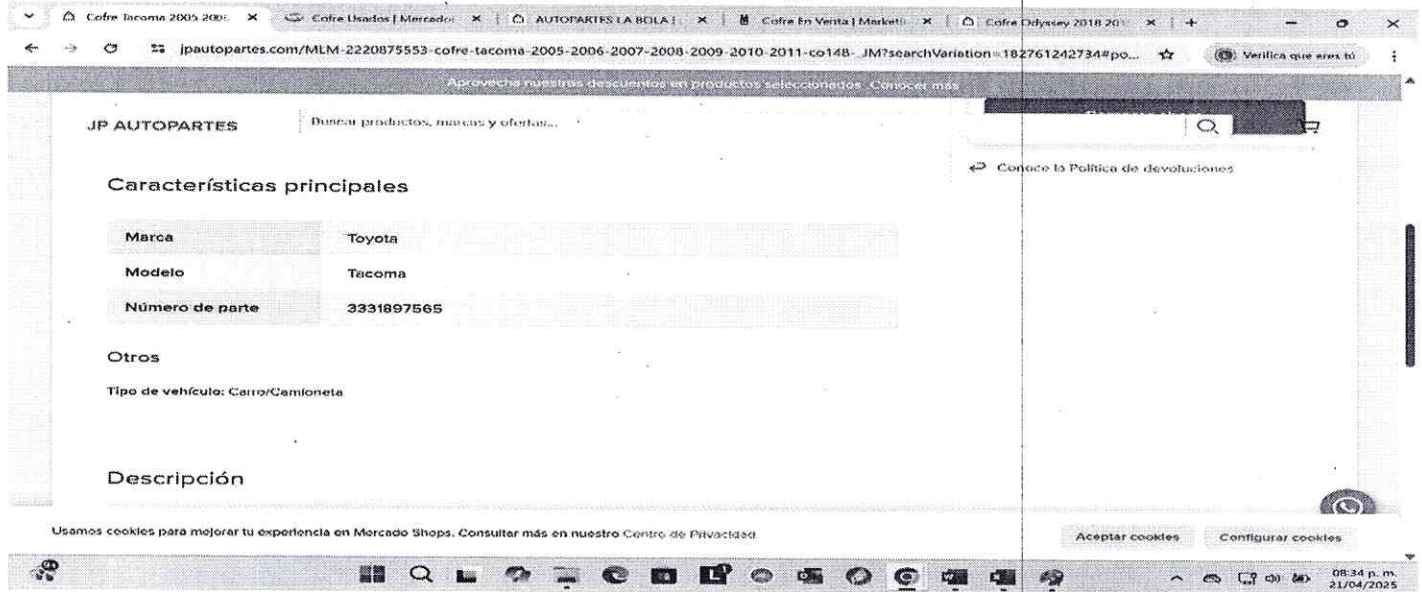 Cofre Tacoma 2005 200
Cofre Usados | Mercado
AUTOPARTES LA BOLA |
Cofre En Venta | Marketi
Cofre Odyssey 2018 201
jpautopartes.com/MLM-2220875553-cofre-tacoma-2005-2006-2007-2008-2009-2010-2011-co148-_JM?searchVariation=182761242734#po...
Verifica que eres tú
Aprovecha nuestros descuentos en productos seleccionados. Conocer más
JP AUTOPARTES
Buscar productos, marcas y ofertas...
Conoce la Política de devoluciones
Características principales
Marca Toyota
Modelo Tacoma
Número de parte 3331897565
Otros
Tipo de vehículo: Carro/Camioneta
Descripción
Usamos cookies para mejorar tu experiencia en Mercado Shops. Consultar más en nuestro Centro de Privacidad.
Aceptar cookies
Configurar cookies
08:34 p. m.
21/04/2025